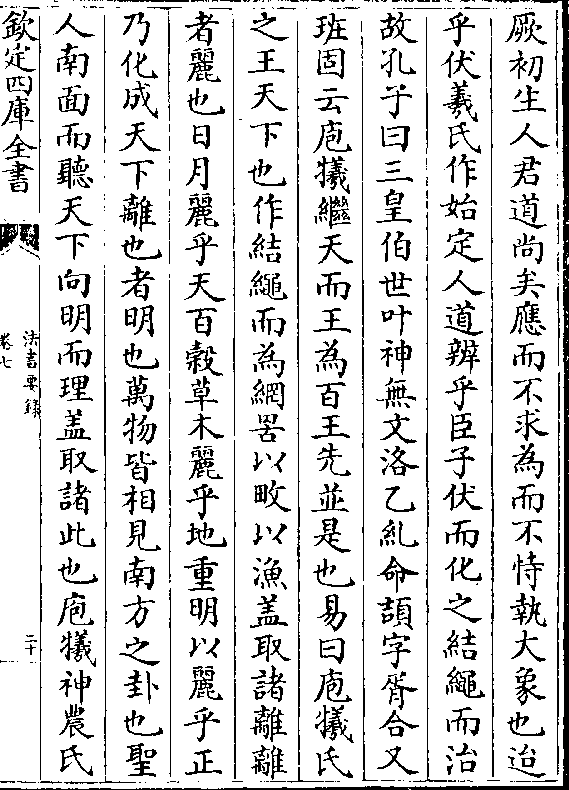 厥初生人君道尚矣應而不求為而不恃執大象也迨
乎伏羲氏作始定人道辨乎臣子伏而化之結繩而治
故孔子曰三皇伯世叶神無文洛乙糺命頡字胥合又
班固云庖犧繼天而王為百王先並是也易曰庖犧氏
之王天下也作結繩而為網罟以畋以漁盖取諸離離
者麗也日月麗乎天百穀草木麗乎地重明以麗乎正
乃化成天下離也者明也萬物皆相見南方之卦也聖
人南面而聽天下向明而理盖取諸此也庖犧神農氏
欽定四庫全書
法書要錄
卷七
二十